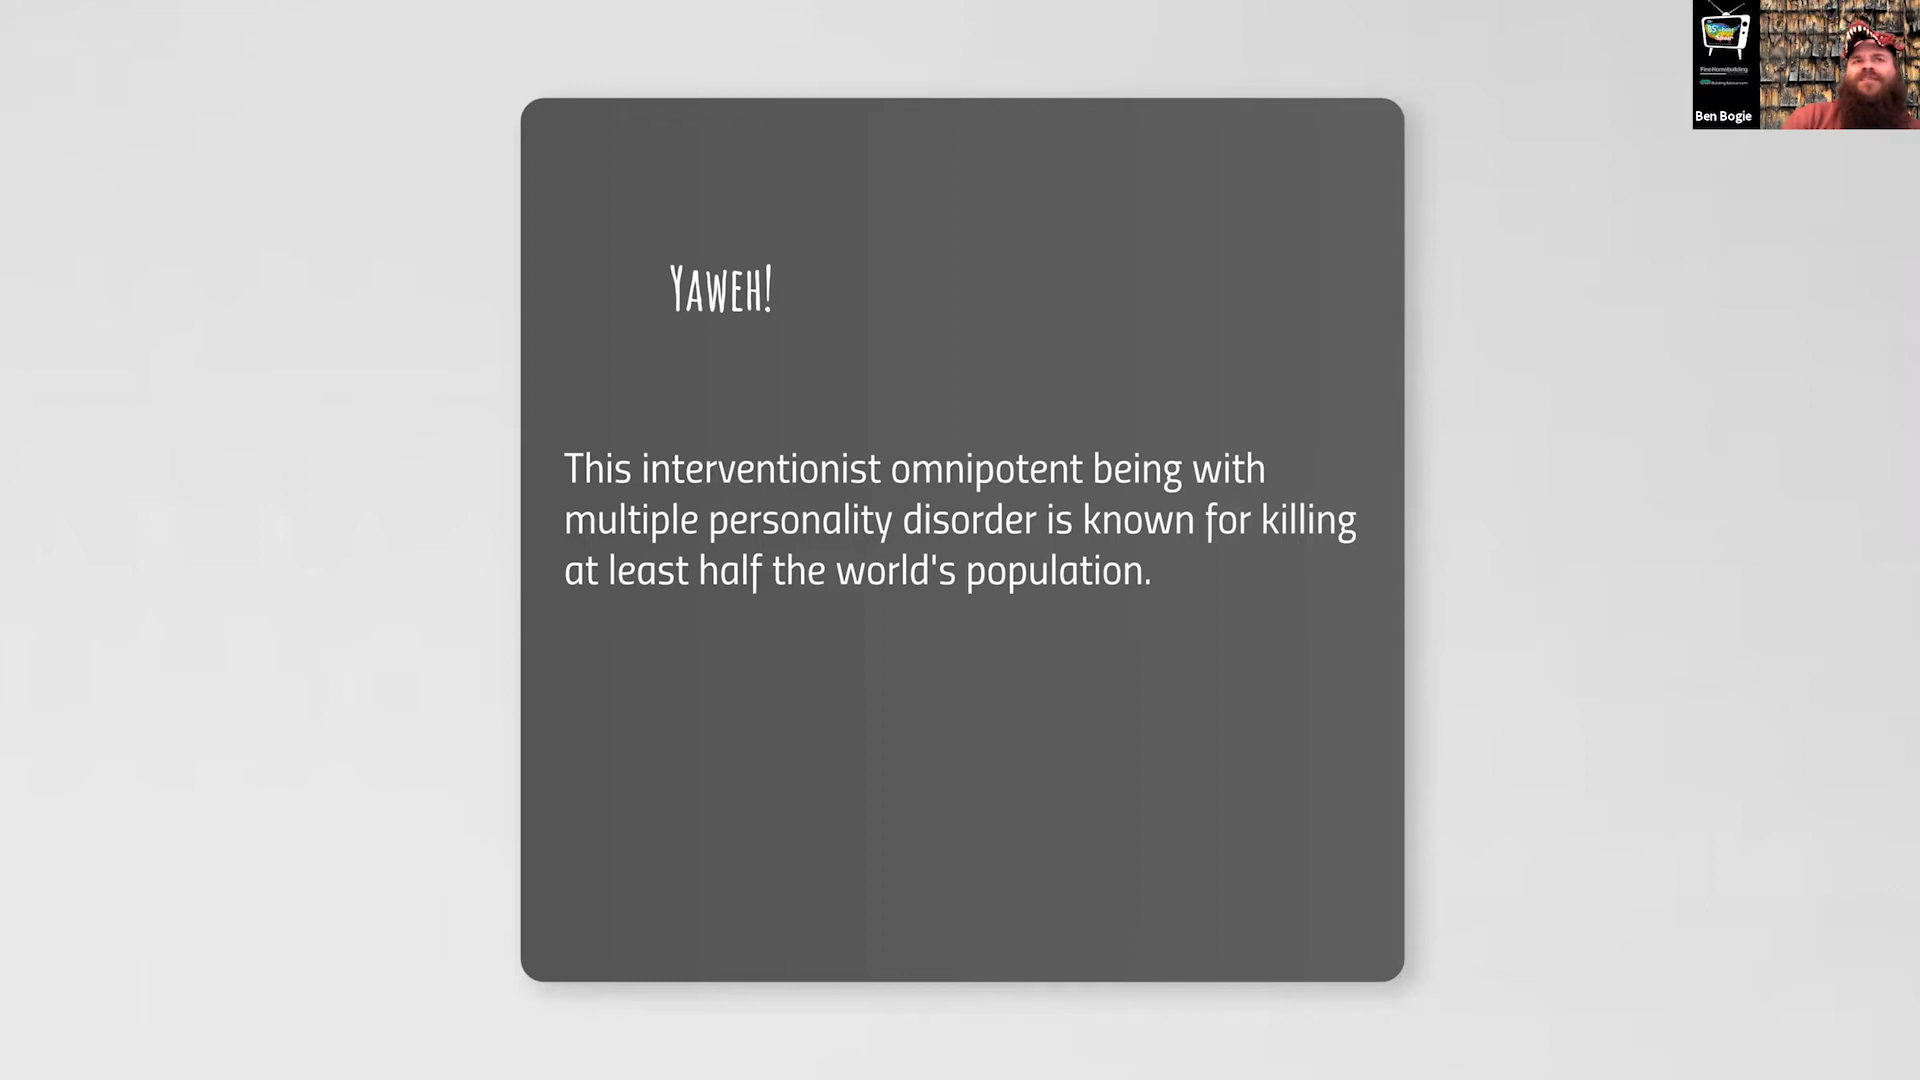 Yaweh!
This interventionist omnipotent being with
multiple personality disorder is known for killing
at least half the world's population.
FineHomebuilding
Ben Bogie